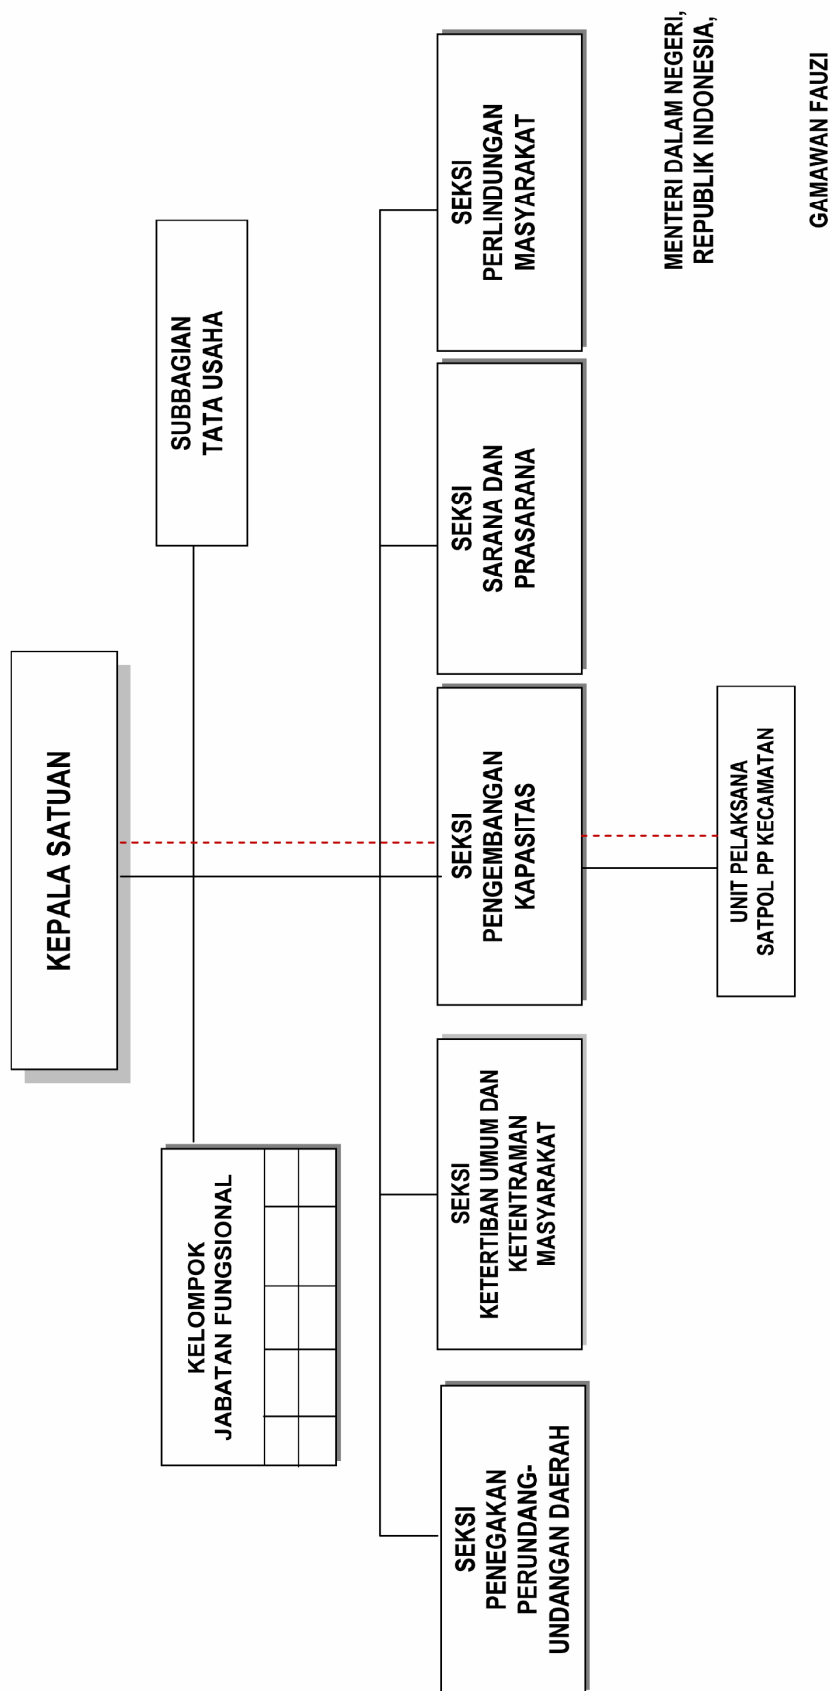 KEPALA SATUAN
KELOMPOK
JABATAN FUNGSIONAL
SUBBAGIAN
TATA USAHA
SEKSI
PENEGAKAN
PERUNDANG-
UNDANGAN DAERAH
SEKSI
KETERTIBAN UMUM DAN
KETENTRAMAN
MASYARAKAT
SEKSI
PENGEMBANGAN
KAPASITAS
SEKSI
SARANA DAN
PRASARANA
SEKSI
PERLINDUNGAN
MASYARAKAT
UNIT PELAKSANA
SATPOL PP KECAMATAN
MENTERI DALAM NEGERI,
REPUBLIK INDONESIA,
GAMAWAN FAUZI